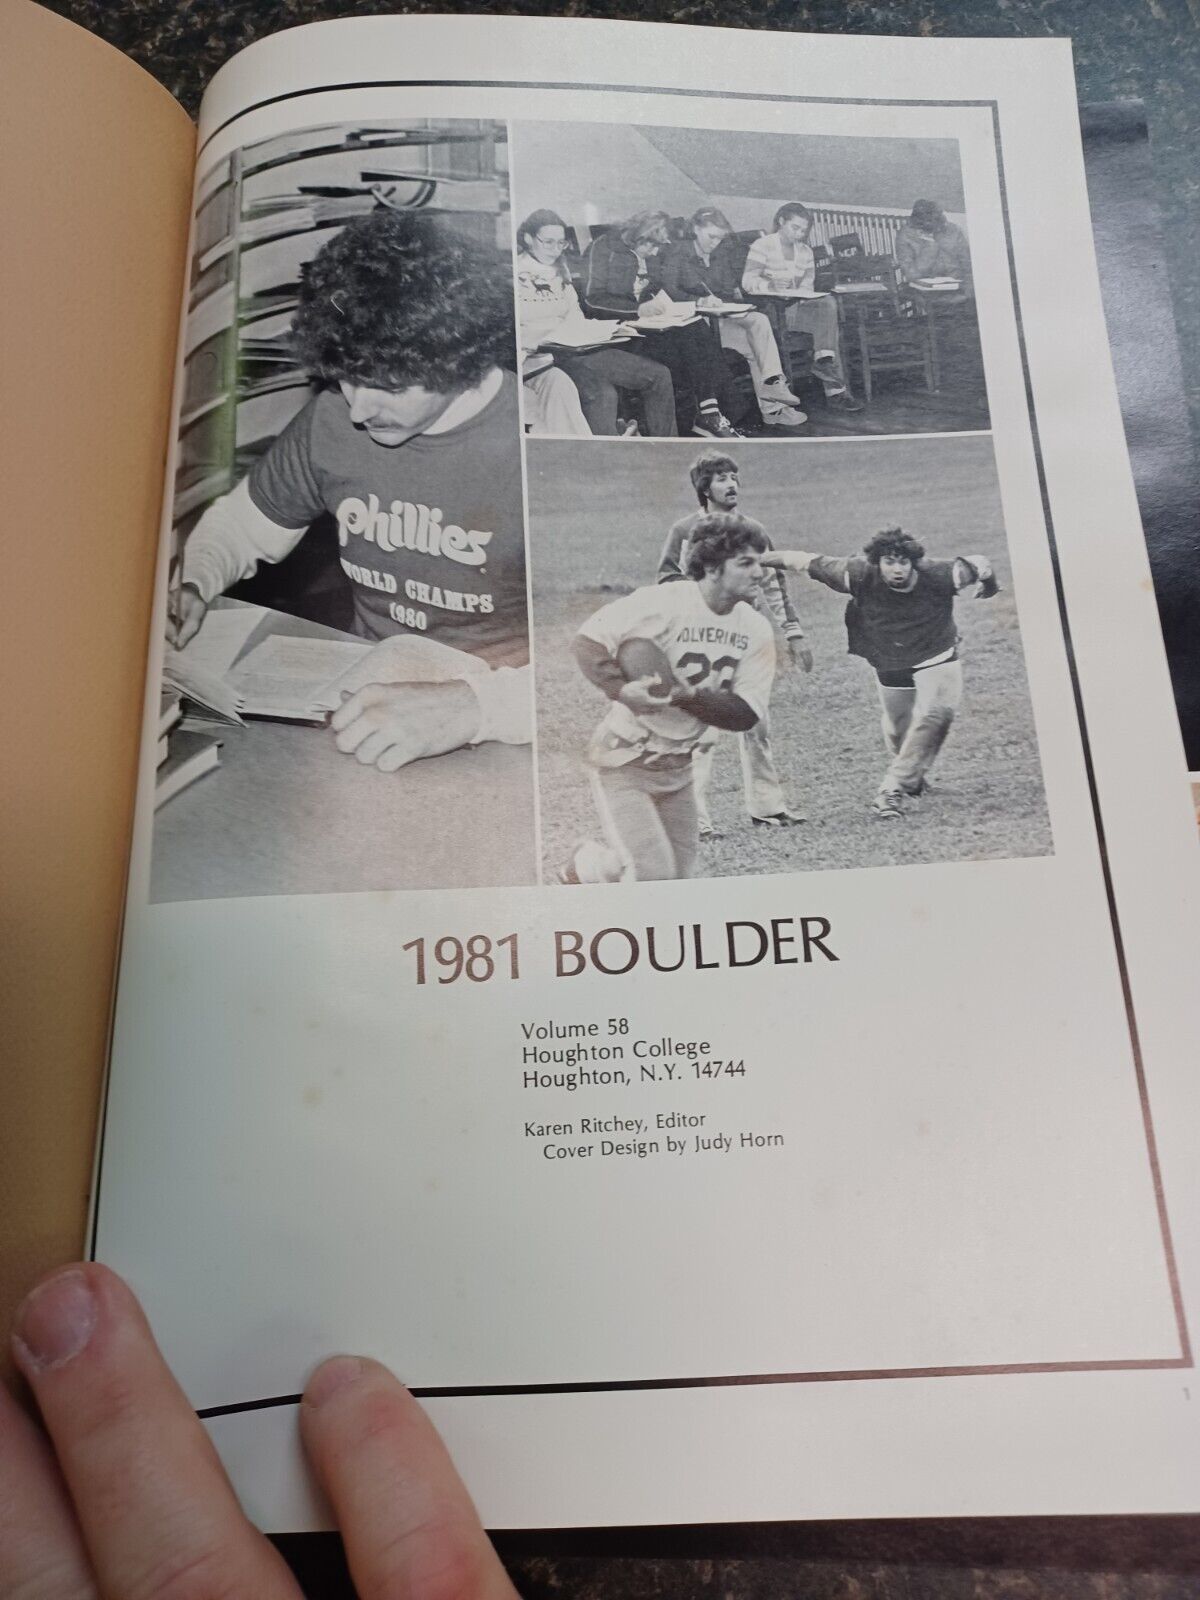 phillies
WORLD CHAMPS
1980
WOLVERINES
22
1981 BOULDER
Volume 58
Houghton College
Houghton, N.Y. 14744
Karen Ritchey, Editor
Cover Design by Judy Horn
1